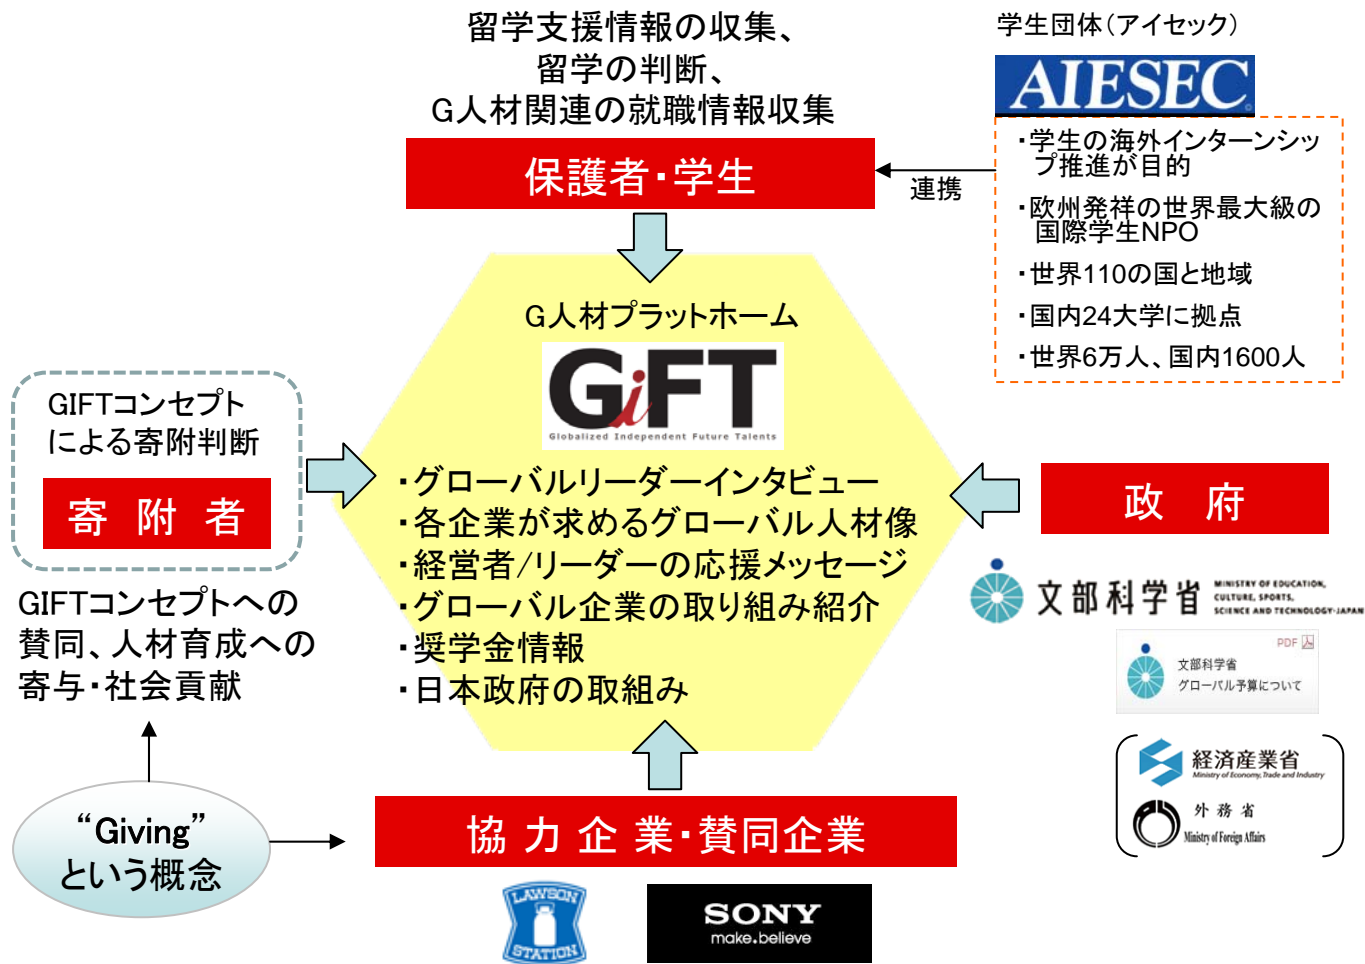 留学支援情報の収集、
留学の判断、
G人材関連の就職情報収集
保護者・学生
学生団体（アイセック）
AIESEC
・学生の海外インターンシッ
プ推進が目的
・欧州発祥の世界最大級の
国際学生NPO
・世界110の国と地域
・国内24大学に拠点
・世界6万人、国内1600人
連携
G人材プラットホーム
GiFT
Globalized Independent Future Talents
・グローバルリーダーインタビュー
・各企業が求めるグローバル人材像
・経営者/リーダーの応援メッセージ
・グローバル企業の取り組み紹介
・奨学金情報
・日本政府の取組み
GIFTコンセプト
による寄附判断
寄 附 者
GIFTコンセプトへの
賛同、人材育成への
寄与・社会貢献
“Giving”
という概念
政 府
文部科学省
MINISTRY OF EDUCATION,
CULTURE, SPORTS,
SCIENCE AND TECHNOLOGY-JAPAN
PDF
文部科学省
グローバル予算について
経済産業省
Ministry of Economy, Trade and Industry
外務省
Ministry of Foreign Affairs
協 力 企 業・賛同企業
LAWSON
STATION
SONY
make.believe